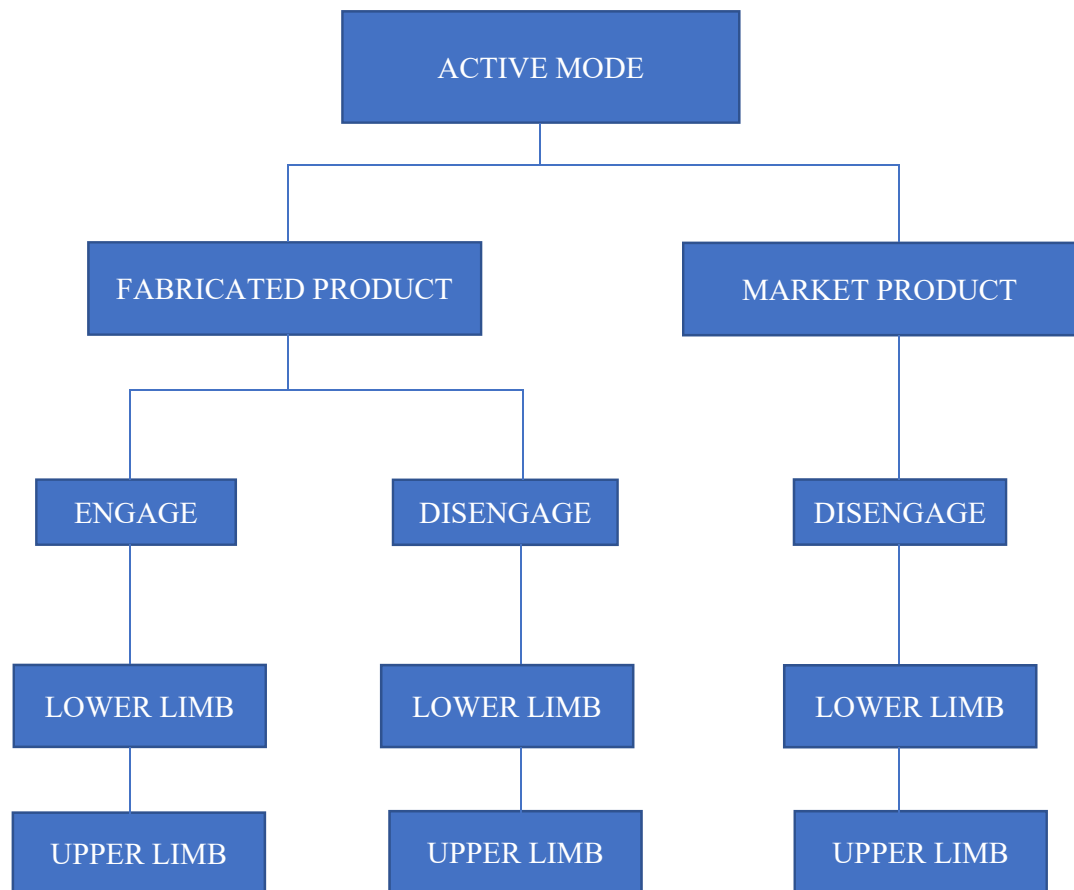 ACTIVE MODE
FABRICATED PRODUCT
MARKET PRODUCT
ENGAGE
DISENGAGE
DISENGAGE
LOWER LIMB
LOWER LIMB
LOWER LIMB
UPPER LIMB
UPPER LIMB
UPPER LIMB